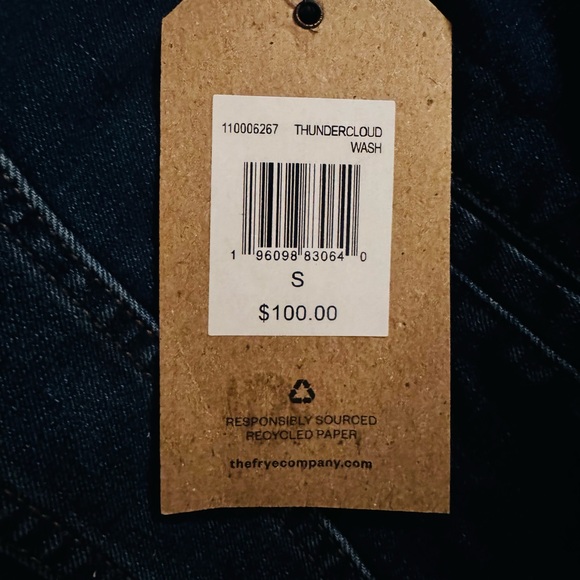 110006267 THUNDERCLOUD
WASH
1 96098 83064 0
S
$100.00
RESPONSIBLY SOURCED
RECYCLED PAPER
thefryecompany.com